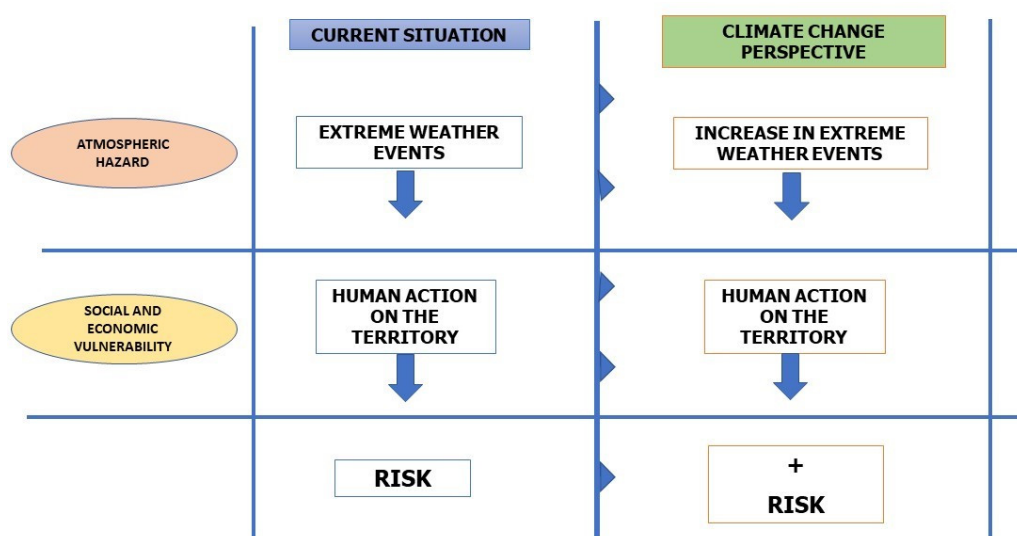 CURRENT SITUATION
CLIMATE CHANGE
PERSPECTIVE
ATMOSPHERIC
HAZARD
EXTREME WEATHER
EVENTS
INCREASE IN EXTREME
WEATHER EVENTS
SOCIAL AND
ECONOMIC
VULNERABILITY
HUMAN ACTION
ON THE
TERRITORY
HUMAN ACTION
ON THE
TERRITORY
RISK
+
RISK